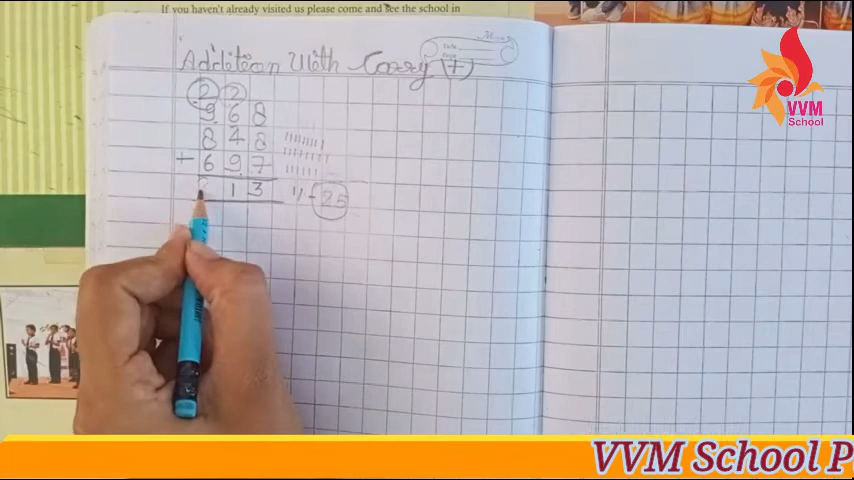 If you haven't already visited us please come and see the school in
Addition With Carry (+)
2 2
9 6 8
8 4 8
+ 6 9 7
1 3
25
VVM
School
VVM School P